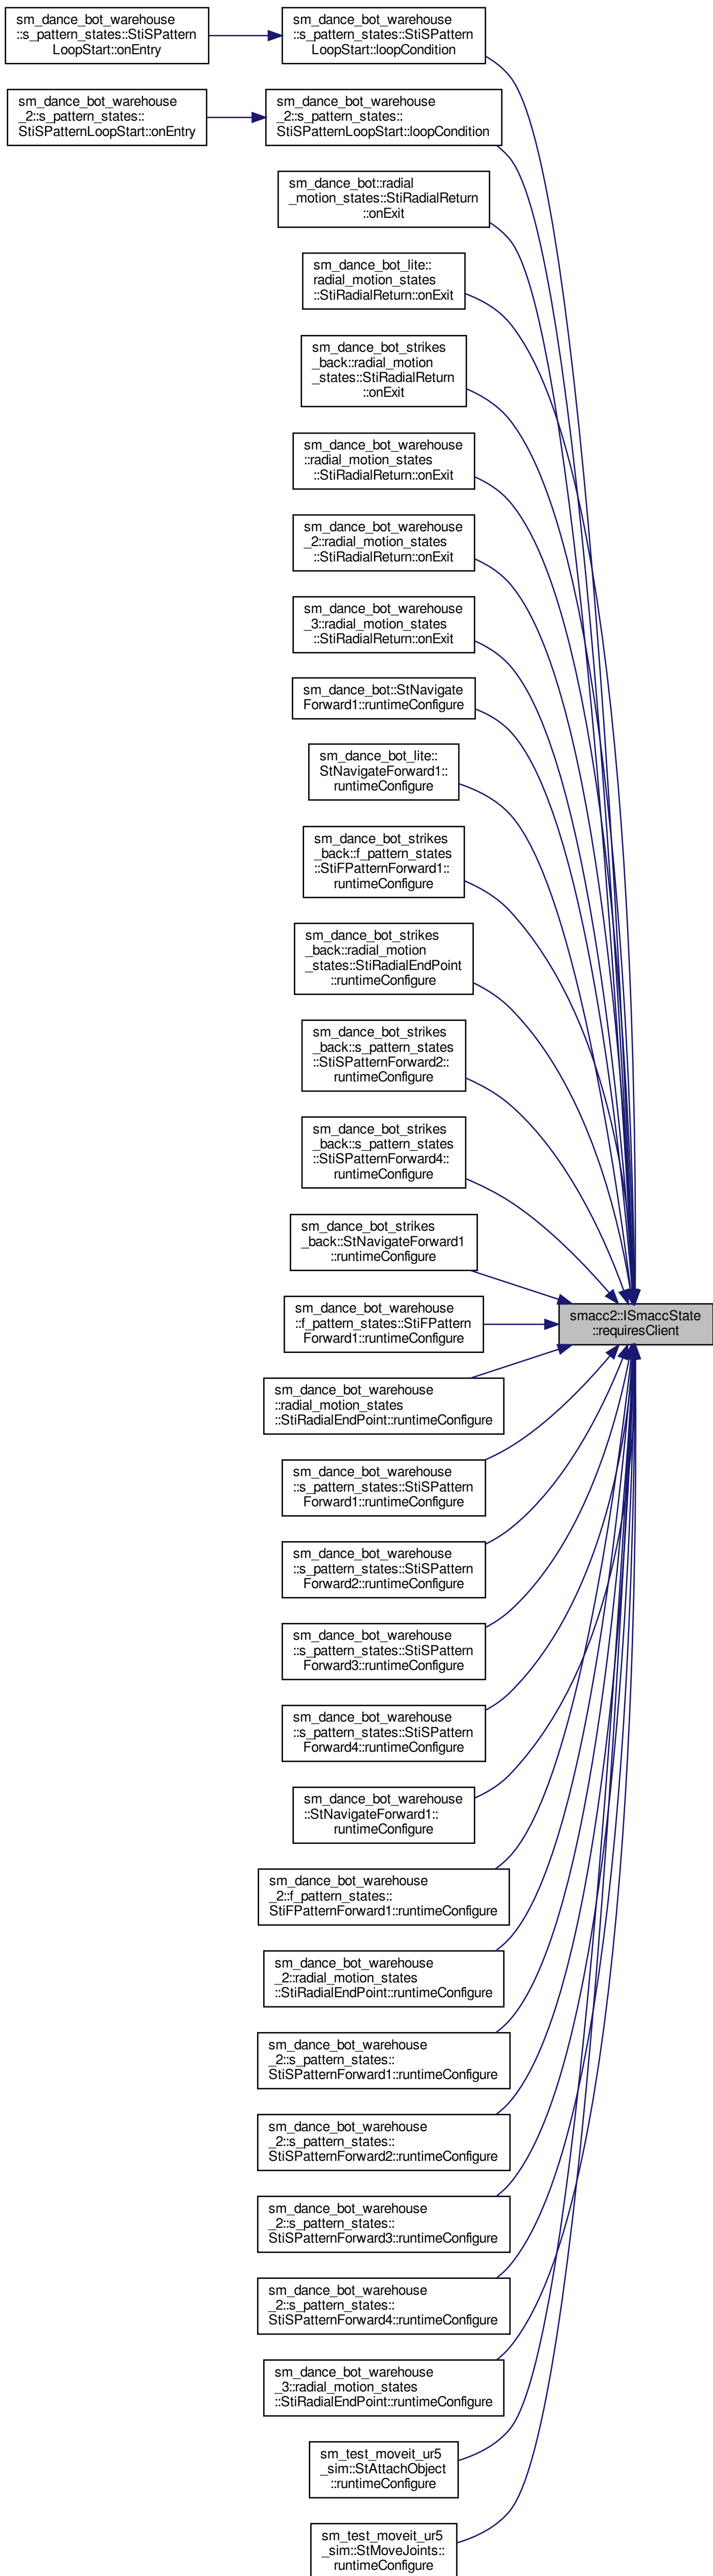 sm_dance_bot_warehouse
::s_pattern_states::StiSPattern
LoopStart::onEntry
sm_dance_bot_warehouse
::s_pattern_states::StiSPattern
LoopStart::loopCondition
sm_dance_bot_warehouse
_2::s_pattern_states::
StiSPatternLoopStart::onEntry
sm_dance_bot_warehouse
_2::s_pattern_states::
StiSPatternLoopStart::loopCondition
sm_dance_bot::radial
_motion_states::StiRadialReturn
::onExit
sm_dance_bot_lite::
radial_motion_states
::StiRadialReturn::onExit
sm_dance_bot_strikes
_back::radial_motion
_states::StiRadialReturn
::onExit
sm_dance_bot_warehouse
::radial_motion_states
::StiRadialReturn::onExit
sm_dance_bot_warehouse
_2::radial_motion_states
::StiRadialReturn::onExit
sm_dance_bot_warehouse
_3::radial_motion_states
::StiRadialReturn::onExit
sm_dance_bot::StNavigate
Forward1::runtimeConfigure
sm_dance_bot_lite::
StNavigateForward1::
runtimeConfigure
sm_dance_bot_strikes
_back::f_pattern_states
::StiFPatternForward1::
runtimeConfigure
sm_dance_bot_strikes
_back::radial_motion
_states::StiRadialEndPoint
::runtimeConfigure
sm_dance_bot_strikes
_back::s_pattern_states
::StiSPatternForward2::
runtimeConfigure
sm_dance_bot_strikes
_back::s_pattern_states
::StiSPatternForward4::
runtimeConfigure
sm_dance_bot_strikes
_back::StNavigateForward1
::runtimeConfigure
sm_dance_bot_warehouse
::f_pattern_states::StiFPattern
Forward1::runtimeConfigure
smacc2::ISmaccState
::requiresClient
sm_dance_bot_warehouse
::radial_motion_states
::StiRadialEndPoint::runtimeConfigure
sm_dance_bot_warehouse
::s_pattern_states::StiSPattern
Forward1::runtimeConfigure
sm_dance_bot_warehouse
::s_pattern_states::StiSPattern
Forward2::runtimeConfigure
sm_dance_bot_warehouse
::s_pattern_states::StiSPattern
Forward3::runtimeConfigure
sm_dance_bot_warehouse
::s_pattern_states::StiSPattern
Forward4::runtimeConfigure
sm_dance_bot_warehouse
::StNavigateForward1::
runtimeConfigure
sm_dance_bot_warehouse
_2::f_pattern_states::
StiFPatternForward1::runtimeConfigure
sm_dance_bot_warehouse
_2::radial_motion_states
::StiRadialEndPoint::runtimeConfigure
sm_dance_bot_warehouse
_2::s_pattern_states::
StiSPatternForward1::runtimeConfigure
sm_dance_bot_warehouse
_2::s_pattern_states::
StiSPatternForward2::runtimeConfigure
sm_dance_bot_warehouse
_2::s_pattern_states::
StiSPatternForward3::runtimeConfigure
sm_dance_bot_warehouse
_2::s_pattern_states::
StiSPatternForward4::runtimeConfigure
sm_dance_bot_warehouse
_3::radial_motion_states
::StiRadialEndPoint::runtimeConfigure
sm_test_moveit_ur5
_sim::StAttachObject
::runtimeConfigure
sm_test_moveit_ur5
_sim::StMoveJoints::
runtimeConfigure